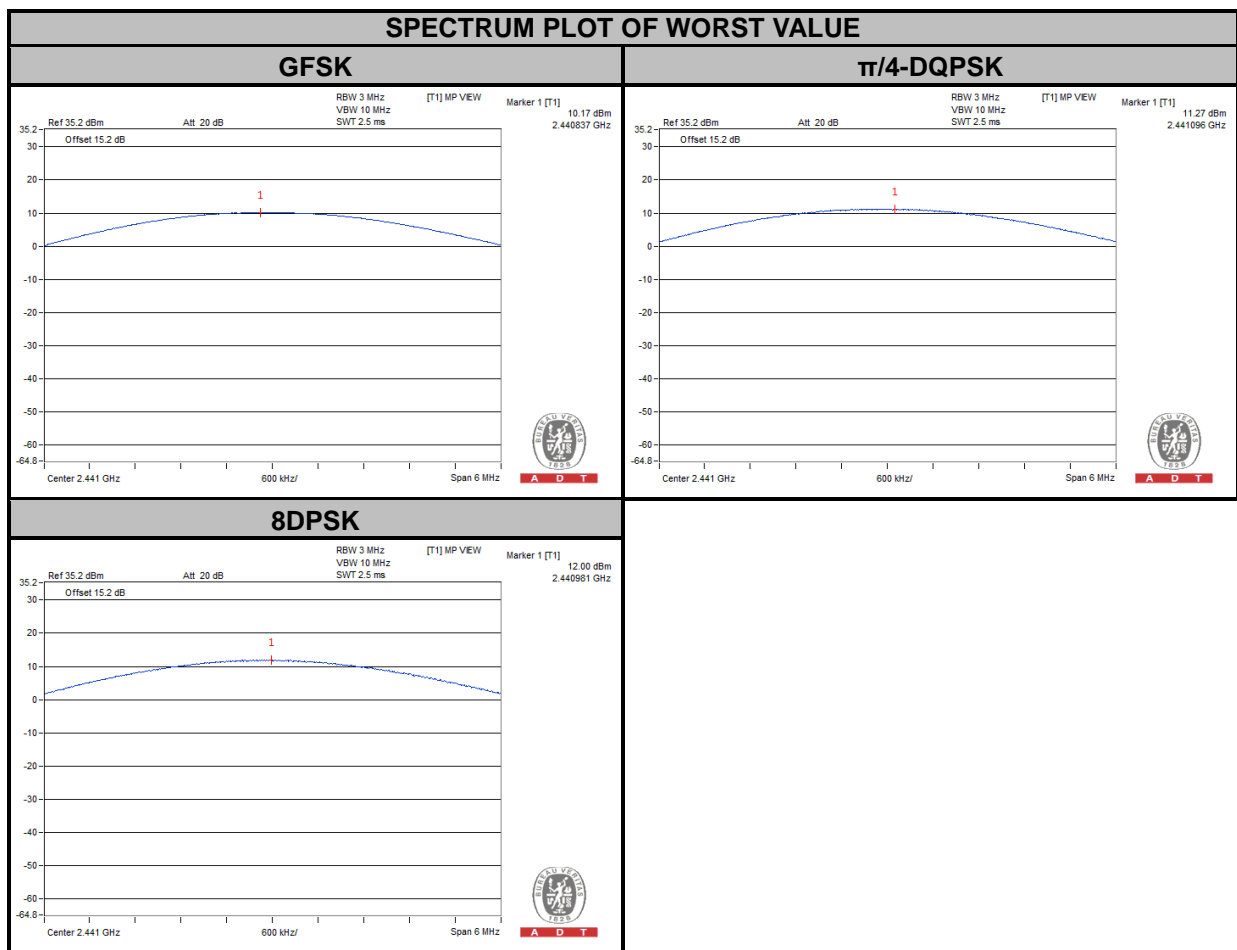 SPECTRUM PLOT OF WORST VALUE
GFSK
RBW 3 MHz
[T1] MP VIEW
Marker 1 [T1]
VBW 10 MHz
10.17 dBm
Ref 35.2 dBm
Att 20 dB
SWT 2.5 ms
2.440837 GHz
35.2
Offset 15.2 dB
30
20
1
10
0
-10
-20
-30
-40
-50
-60
-64.8
Center 2.441 GHz
600 kHz/
Span 6 MHz
BUREAU VERITAS
1828
A D T
π/4-DQPSK
RBW 3 MHz
[T1] MP VIEW
Marker 1 [T1]
VBW 10 MHz
11.27 dBm
Ref 35.2 dBm
Att 20 dB
SWT 2.5 ms
2.441096 GHz
35.2
Offset 15.2 dB
30
20
1
10
0
-10
-20
-30
-40
-50
-60
-64.8
Center 2.441 GHz
600 kHz/
Span 6 MHz
BUREAU VERITAS
1828
A D T
8DPSK
RBW 3 MHz
[T1] MP VIEW
Marker 1 [T1]
VBW 10 MHz
12.00 dBm
Ref 35.2 dBm
Att 20 dB
SWT 2.5 ms
2.440981 GHz
35.2
Offset 15.2 dB
30
20
1
10
0
-10
-20
-30
-40
-50
-60
-64.8
Center 2.441 GHz
600 kHz/
Span 6 MHz
BUREAU VERITAS
1828
A D T